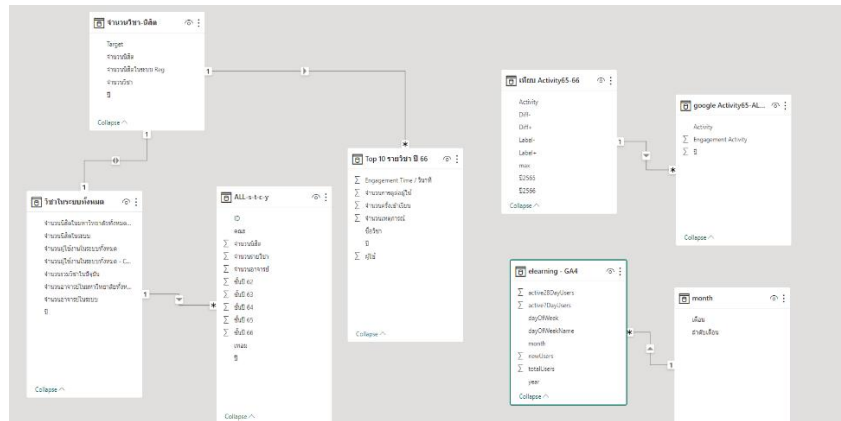 จำนวนวิชา-นิสิต
Target
จำนวนนิสิต
จำนวนนิสิตในระบบ Reg
จำนวนวิชา
ปี
Collapse
1
1
*
1
วิชาในระบบทั้งหมด
จำนวนนิสิตในมหาวิทยาลัยทั้งหมด...
จำนวนนิสิตในระบบ
จำนวนผู้ใช้งานในระบบทั้งหมด
จำนวนผู้ใช้งานในระบบทั้งหมด - C...
จำนวนรายวิชาในปัจจุบัน
จำนวนอาจารย์ในมหาวิทยาลัยทั้งห...
จำนวนอาจารย์ในระบบ
ปี
Collapse
1
*
ALL-s-t-c-y
ID
คณะ
จำนวนนิสิต
จำนวนรายวิชา
จำนวนอาจารย์
ชั้นปี 62
ชั้นปี 63
ชั้นปี 64
ชั้นปี 65
ชั้นปี 66
เทอม
ปี
Collapse
Top 10 รายวิชา ปี 66
Engagement Time / วินาที
จำนวนครั้งเข้าเรียน
จำนวนเหตุการณ์
ชื่อวิชา
ปี
ผู้ใช้
Collapse
เทียบ Activity65-66
Activity
Diff-
Diff+
Label-
Label+
max
ปี2565
ปี2566
Collapse
1
*
google Activity65-AL...
Activity
Engagement Activity
ปี
Collapse
elearning - GA4
active28DayUsers
active7DayUsers
dayOfWeek
dayOfWeekName
month
newUsers
totalUsers
year
Collapse
*
1
month
เดือน
ลำดับเดือน
Collapse